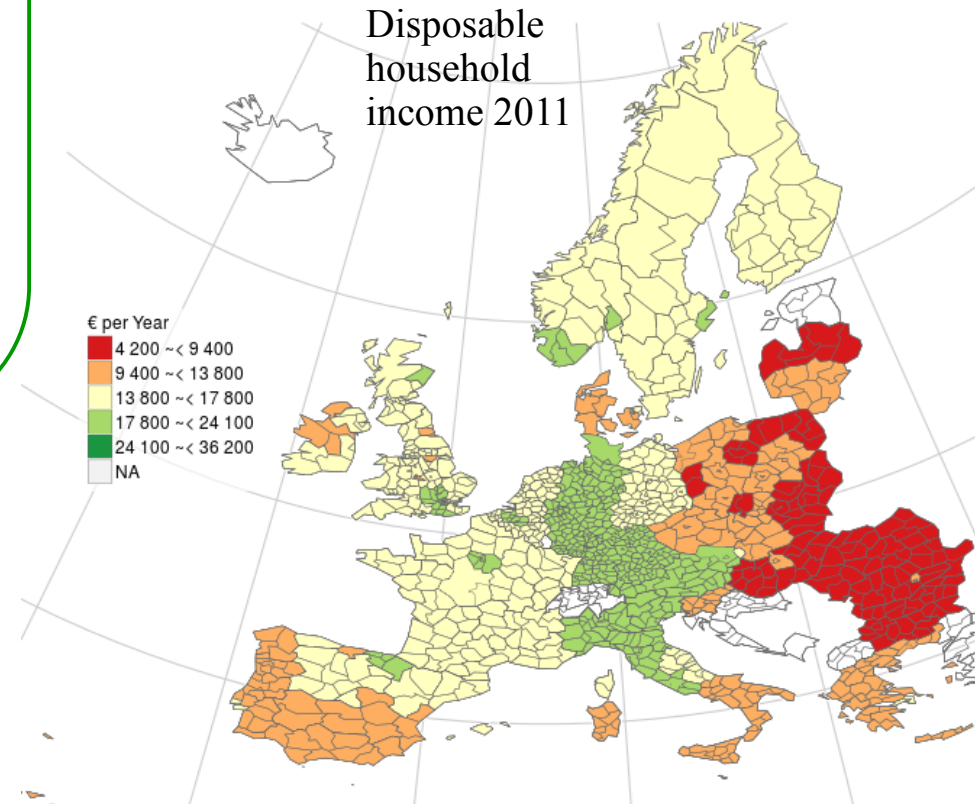 Disposable
household
income 2011
€ per Year
4 200 ~< 9 400
9 400 ~< 13 800
13 800 ~< 17 800
17 800 ~< 24 100
24 100 ~< 36 200
NA